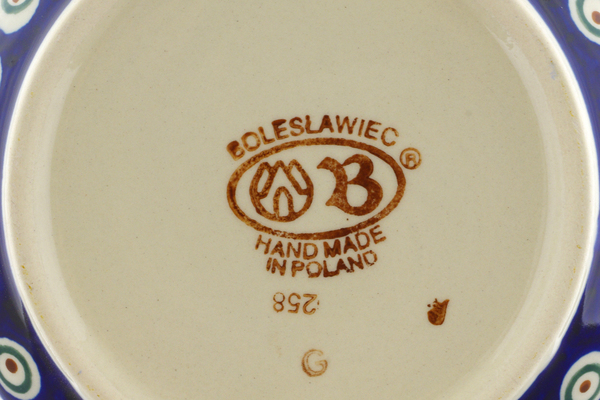 BOLESŁAWIEC
B ®
HAND MADE
IN POLAND
258
G